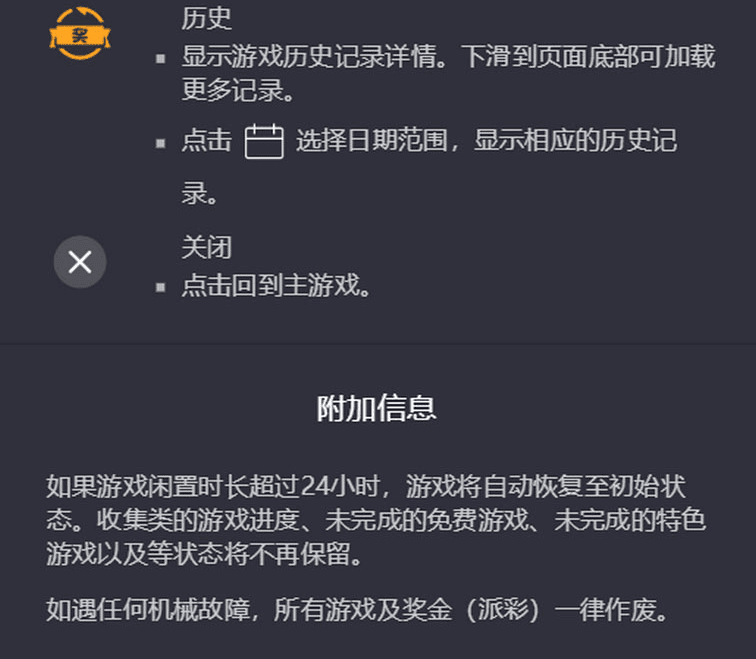 奖
历史
▪ 显示游戏历史记录详情。下滑到页面底部可加载
更多记录。
▪ 点击 选择日期范围，显示相应的历史记
录。
关闭
▪ 点击回到主游戏。
附加信息
如果游戏闲置时长超过24小时，游戏将自动恢复至初始状
态。收集类的游戏进度、未完成的免费游戏、未完成的特色
游戏以及等状态将不再保留。
如遇任何机械故障，所有游戏及奖金（派彩）一律作废。